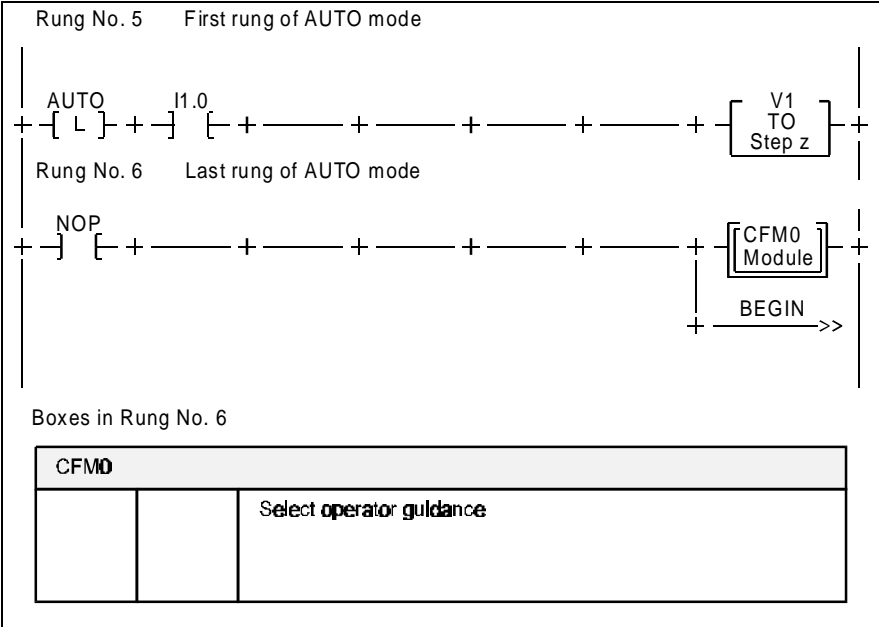 Rung No. 5 First rung of AUTO mode
AUTO I1.0 V1
L TO
Step z
Rung No. 6 Last rung of AUTO mode
NOP CFM0
Module
BEGIN
>>
Boxes in Rung No. 6
CFM0
Select operator guidance